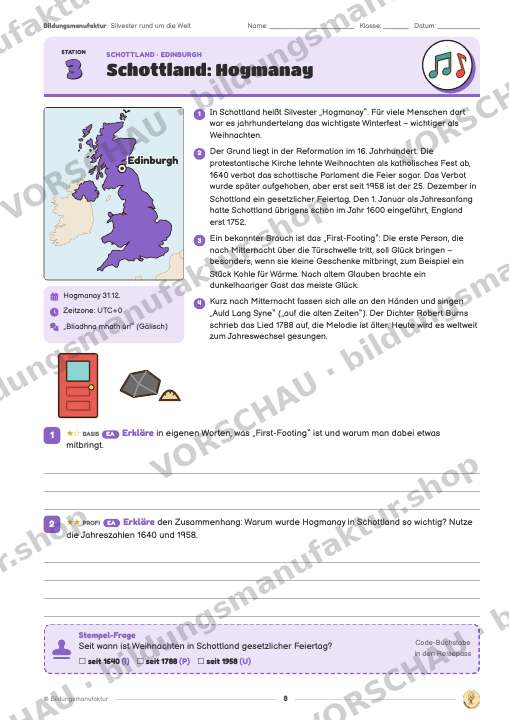 Bildungsmanufaktur · Silvester rund um die Welt Name: Klasse: Datum:
STATION
3
SCHOTTLAND · EDINBURGH
Schottland: Hogmanay
Edinburgh
Hogmanay 31.12.
Zeitzone: UTC+0
„Bliadhna mhath ùr" (Gälisch)
1 In Schottland heißt Silvester „Hogmanay". Für viele Menschen dort
war es jahrhundertelang das wichtigste Winterfest – wichtiger als
Weihnachten.
2 Der Grund liegt in der Reformation im 16. Jahrhundert. Die
protestantische Kirche lehnte Weihnachten als katholisches Fest ab,
1640 verbot das schottische Parlament die Feier sogar. Das Verbot
wurde später aufgehoben, aber erst seit 1958 ist der 25. Dezember in
Schottland ein gesetzlicher Feiertag. Den 1. Januar als Jahresanfang
hatte Schottland übrigens schon im Jahr 1600 eingeführt, England
erst 1752.
3 Ein bekannter Brauch ist das „First-Footing": Die erste Person, die
nach Mitternacht über die Türschwelle tritt, soll Glück bringen –
besonders, wenn sie kleine Geschenke mitbringt, zum Beispiel ein
Stück Kohle für Wärme. Nach altem Glauben brachte ein
dunkelhaariger Gast das meiste Glück.
4 Kurz nach Mitternacht fassen sich alle an den Händen und singen
„Auld Lang Syne" („auf die alten Zeiten"). Der Dichter Robert Burns
schrieb das Lied 1788 auf, die Melodie ist älter. Heute wird es weltweit
zum Jahreswechsel gesungen.
1 BASIS EA Erkläre in eigenen Worten, was „First-Footing" ist und warum man dabei etwas
mitbringt.
2 PROFI EA Erkläre den Zusammenhang: Warum wurde Hogmanay in Schottland so wichtig? Nutze
die Jahreszahlen 1640 und 1958.
Stempel-Frage
Seit wann ist Weihnachten in Schottland gesetzlicher Feiertag?
☐ seit 1640 (I) ☐ seit 1788 (P) ☐ seit 1958 (U)
Code-Buchstabe
in den Reisepass
© Bildungsmanufaktur
8
VORSCHAU · bildungsmanufaktur.shop
VORSCHAU · bildungsmanufaktur.shop
VORSCHAU · bildungsmanufaktur.shop